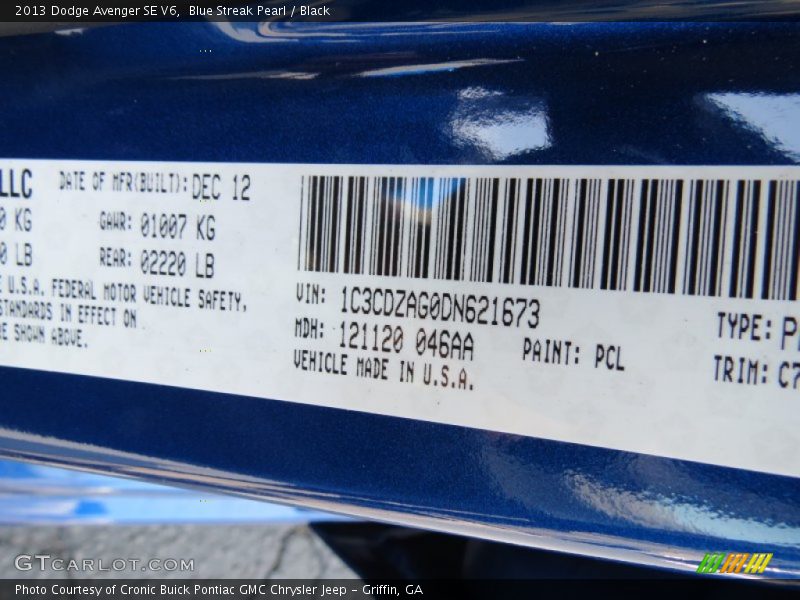 2013 Dodge Avenger SE V6,  Blue Streak Pearl / Black
LLC DATE OF MFR(BUILT): DEC 12
0 KG GAWR: 01007 KG
0 LB REAR: 02220 LB
U.S.A. FEDERAL MOTOR VEHICLE SAFETY,
STANDARDS IN EFFECT ON
SHOWN ABOVE.
VIN: 1C3CDZAG0DN621673
MDH: 121120 046AA
VEHICLE MADE IN U.S.A.
PAINT: PCL
TYPE:
TRIM: C7
GTCARLOT.COM
Photo Courtesy of Cronic Buick Pontiac GMC Chrysler Jeep – Griffin, GA